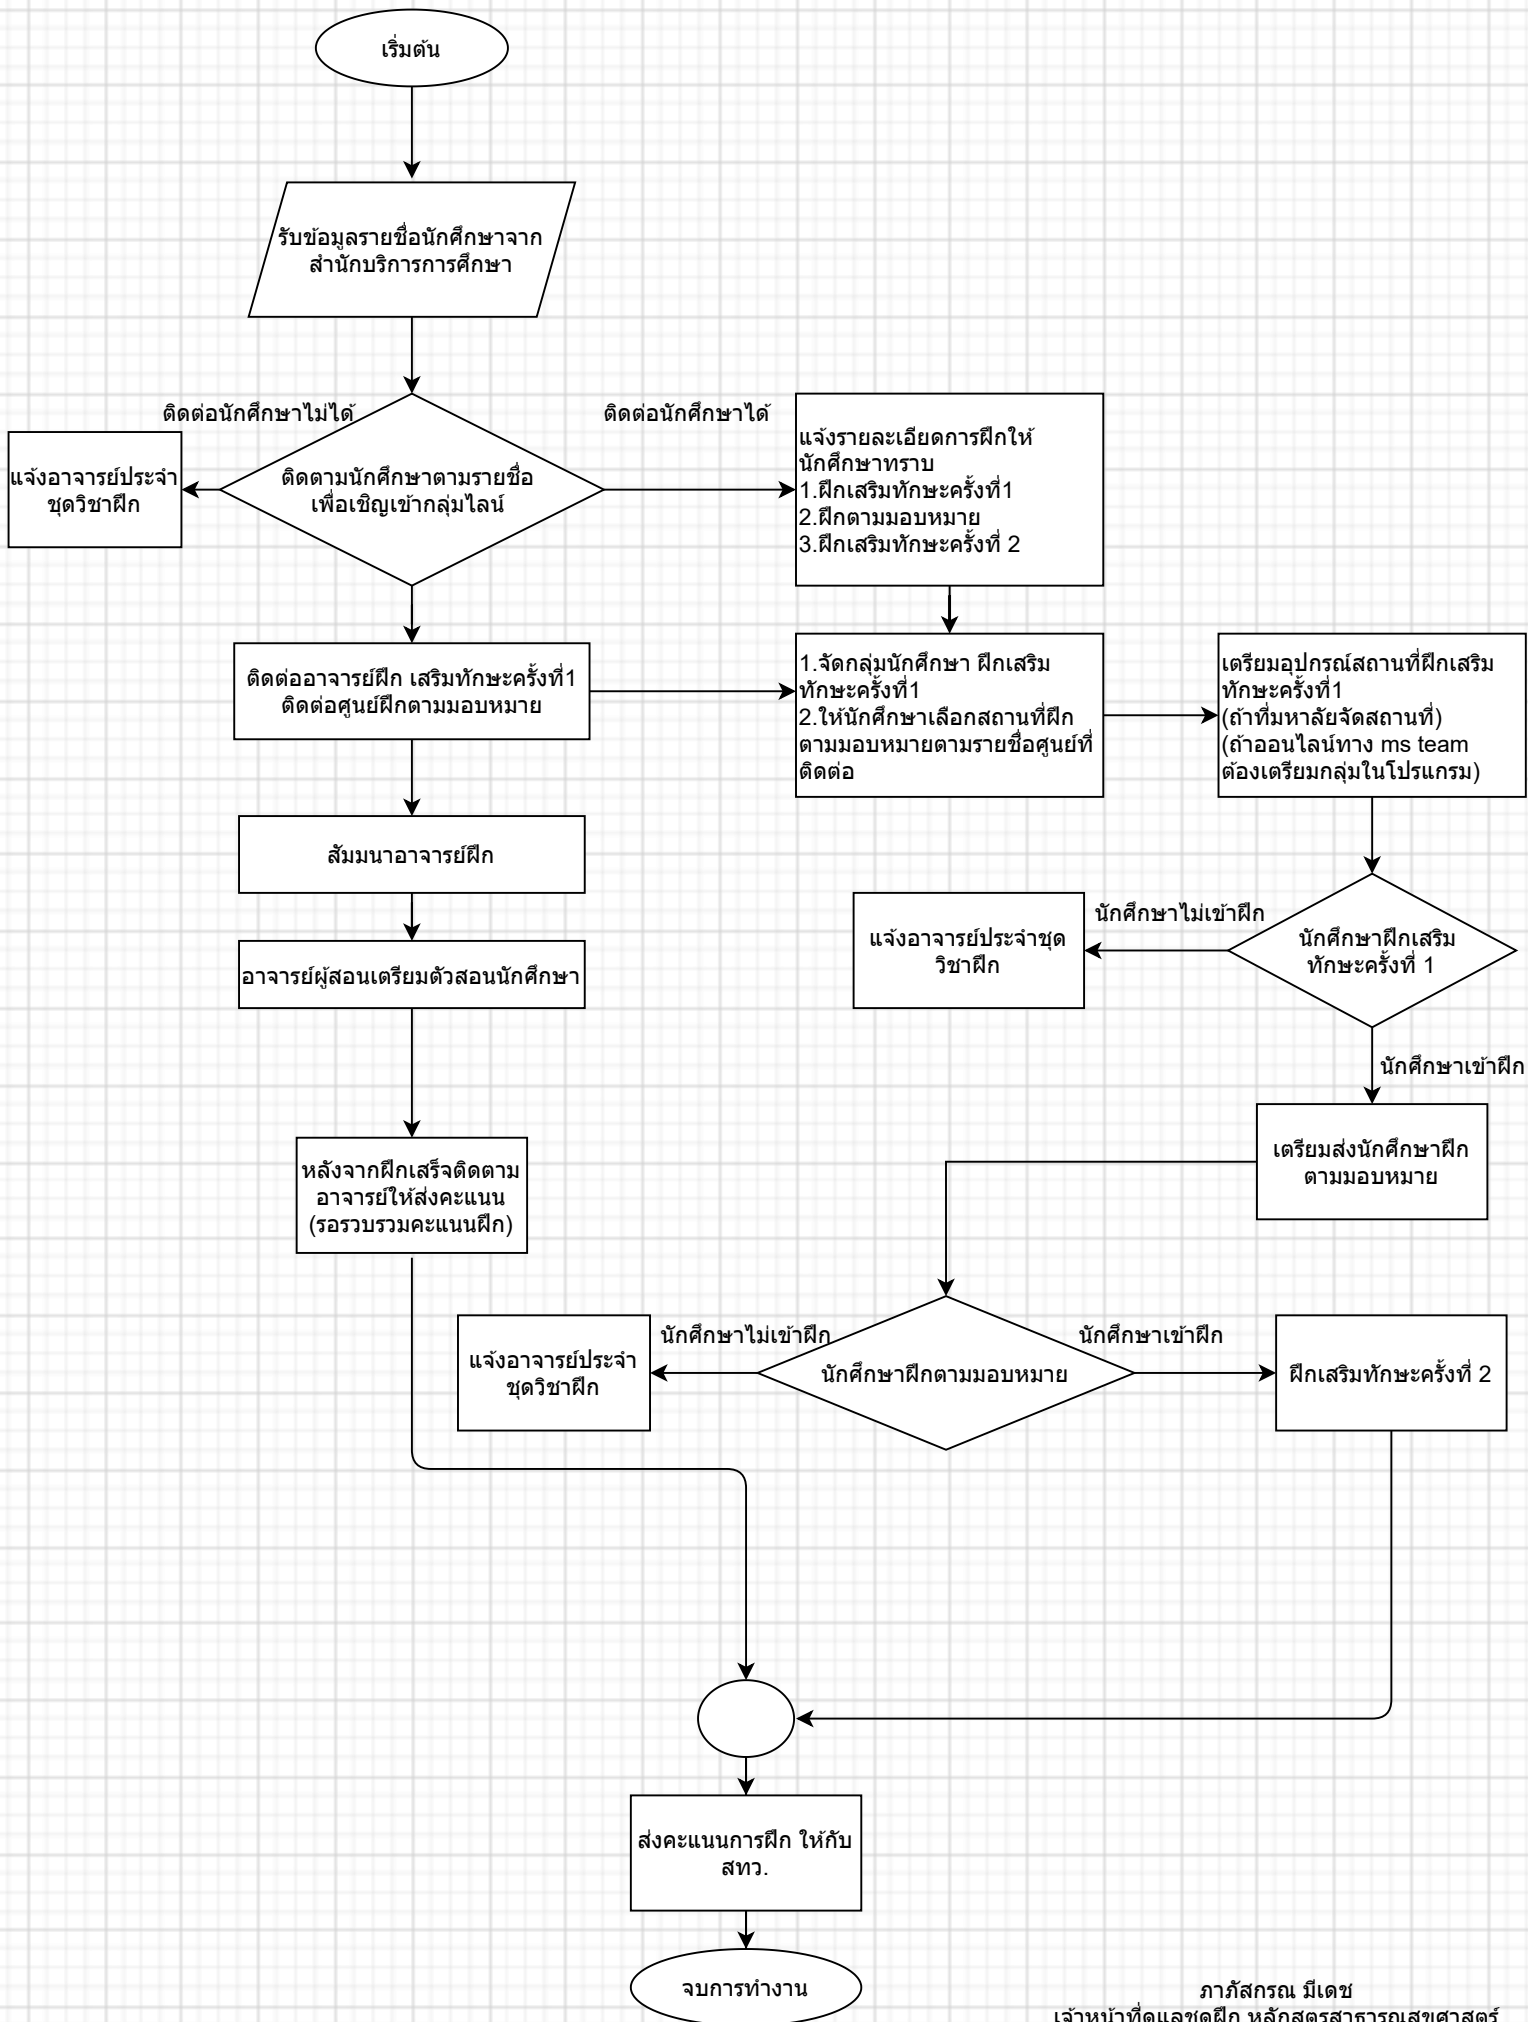 เริ่มต้น
รับข้อมูลรายชื่อนักศึกษาจาก
สำนักบริการการศึกษา
ติดต่อนักศึกษาไม่ได้
ติดต่อนักศึกษาได้
แจ้งอาจารย์ประจำ
ชุดวิชาฝึก
ติดตามนักศึกษาตามรายชื่อ
เพื่อเชิญเข้ากลุ่มไลน์
แจ้งรายละเอียดการฝึกให้
นักศึกษาทราบ
1.ฝึกเสริมทักษะครั้งที่1
2.ฝึกตามมอบหมาย
3.ฝึกเสริมทักษะครั้งที่ 2
ติดต่ออาจารย์ฝึก เสริมทักษะครั้งที่1
ติดต่อศูนย์ฝึกตามมอบหมาย
1.จัดกลุ่มนักศึกษา ฝึกเสริม
ทักษะครั้งที่1
2.ให้นักศึกษาเลือกสถานที่ฝึก
ตามมอบหมายตามรายชื่อศูนย์ที่
ติดต่อ
เตรียมอุปกรณ์สถานที่ฝึกเสริม
ทักษะครั้งที่1
(ถ้าที่มหาลัยจัดสถานที่)
(ถ้าออนไลน์ทาง ms team
ต้องเตรียมกลุ่มในโปรแกรม)
สัมมนาอาจารย์ฝึก
อาจารย์ผู้สอนเตรียมตัวสอนนักศึกษา
นักศึกษาไม่เข้าฝึก
แจ้งอาจารย์ประจำชุด
วิชาฝึก
นักศึกษาฝึกเสริม
ทักษะครั้งที่ 1
นักศึกษาเข้าฝึก
หลังจากฝึกเสร็จติดตาม
อาจารย์ให้ส่งคะแนน
(รอรวบรวมคะแนนฝึก)
เตรียมส่งนักศึกษาฝึก
ตามมอบหมาย
นักศึกษาไม่เข้าฝึก
นักศึกษาเข้าฝึก
แจ้งอาจารย์ประจำ
ชุดวิชาฝึก
นักศึกษาฝึกตามมอบหมาย
ฝึกเสริมทักษะครั้งที่ 2
ส่งคะแนนการฝึก ให้กับ
สทว.
จบการทำงาน
ภาภัสกรณ มีเดช
เจ้าหน้าที่ดูแลชุดฝึก หลักสูตรสาธารณสุขศาสตร์